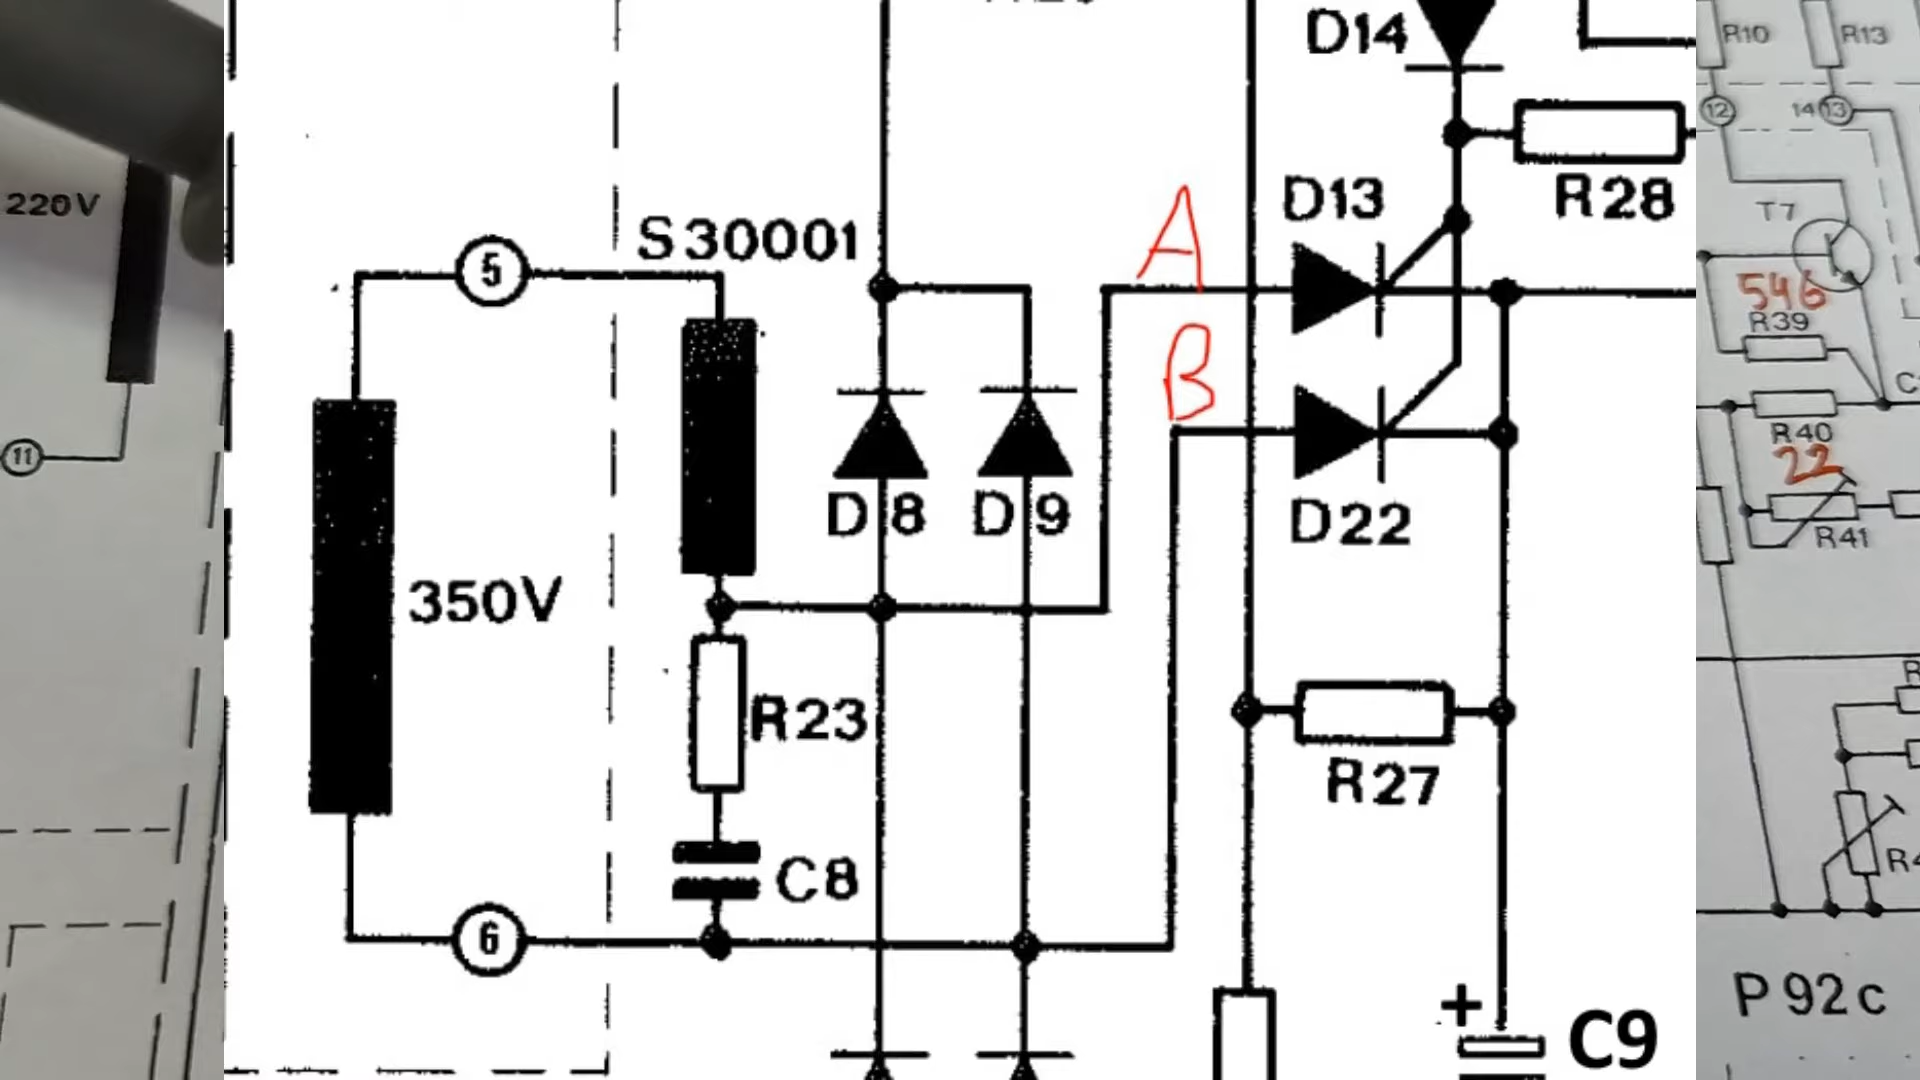 220V
11
5
S30001
350V
D8
D9
R23
C8
6
A
B
D14
R28
D13
D22
R27
+
C9
R10
R13
12
14
13
T7
546
R39
R40
22
R41
P92c